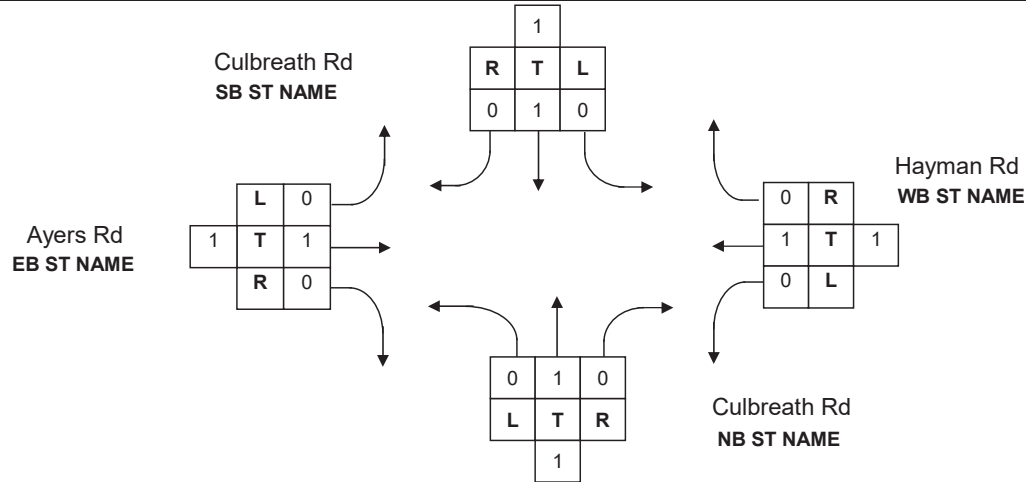 1
Culbreath Rd
SB ST NAME
R T L
0 1 0
Hayman Rd
WB ST NAME
L 0
1 T 1
R 0
0 R
1 T 1
0 L
Ayers Rd
EB ST NAME
0 1 0
L T R
1
Culbreath Rd
NB ST NAME